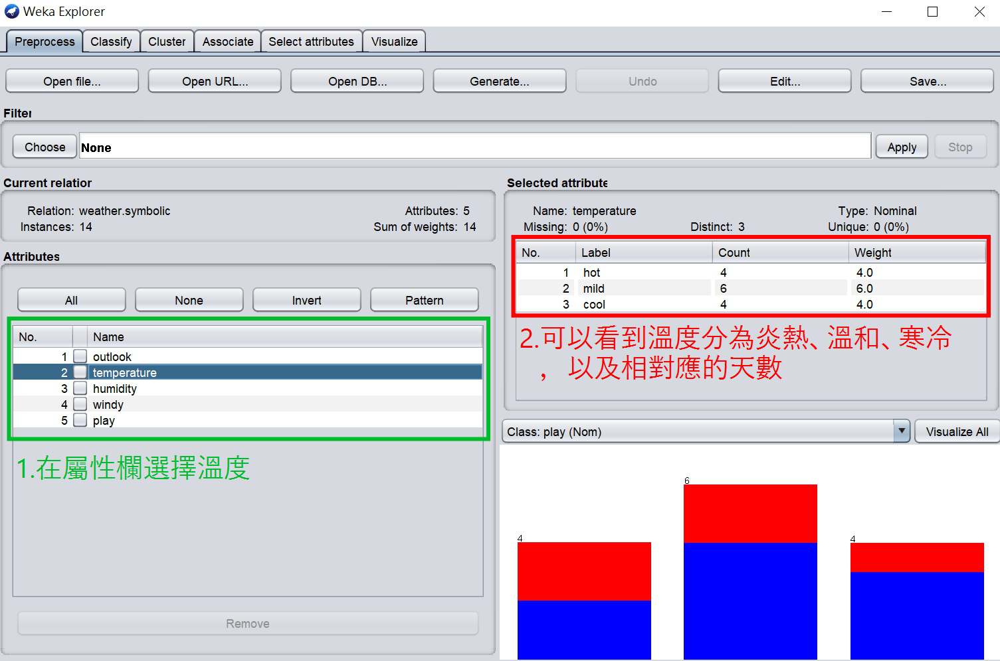 Weka Explorer
Preprocess Classify Cluster Associate Select attributes Visualize
Open file... Open URL... Open DB... Generate... Undo Edit... Save...
Filter
Choose None Apply Stop
Current relation
Relation: weather.symbolic Attributes: 5
Instances: 14 Sum of weights: 14
Attributes
All None Invert Pattern
No. Name
1 outlook
2 temperature
3 humidity
4 windy
5 play
1.在屬性欄選擇溫度
Remove
Selected attribute
Name: temperature Type: Nominal
Missing: 0 (0%) Distinct: 3 Unique: 0 (0%)
No. Label Count Weight
1 hot 4 4.0
2 mild 6 6.0
3 cool 4 4.0
2.可以看到溫度分為炎熱、溫和、寒冷
，以及相對應的天數
Class: play (Nom) Visualize All
4 6 4